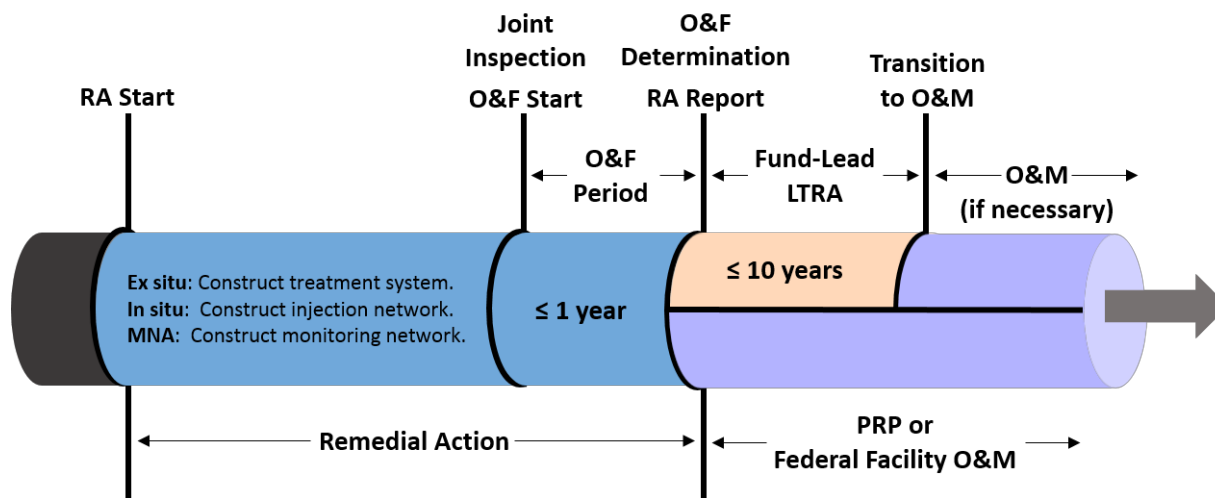 RA Start
Joint
Inspection
O&F Start
O&F
Determination
RA Report
Transition
to O&M
O&F
Period
Fund-Lead
LTRA
O&M
(if necessary)
Ex situ: Construct treatment system.
In situ: Construct injection network.
MNA: Construct monitoring network.
≤ 1 year
≤ 10 years
Remedial Action
PRP or
Federal Facility O&M